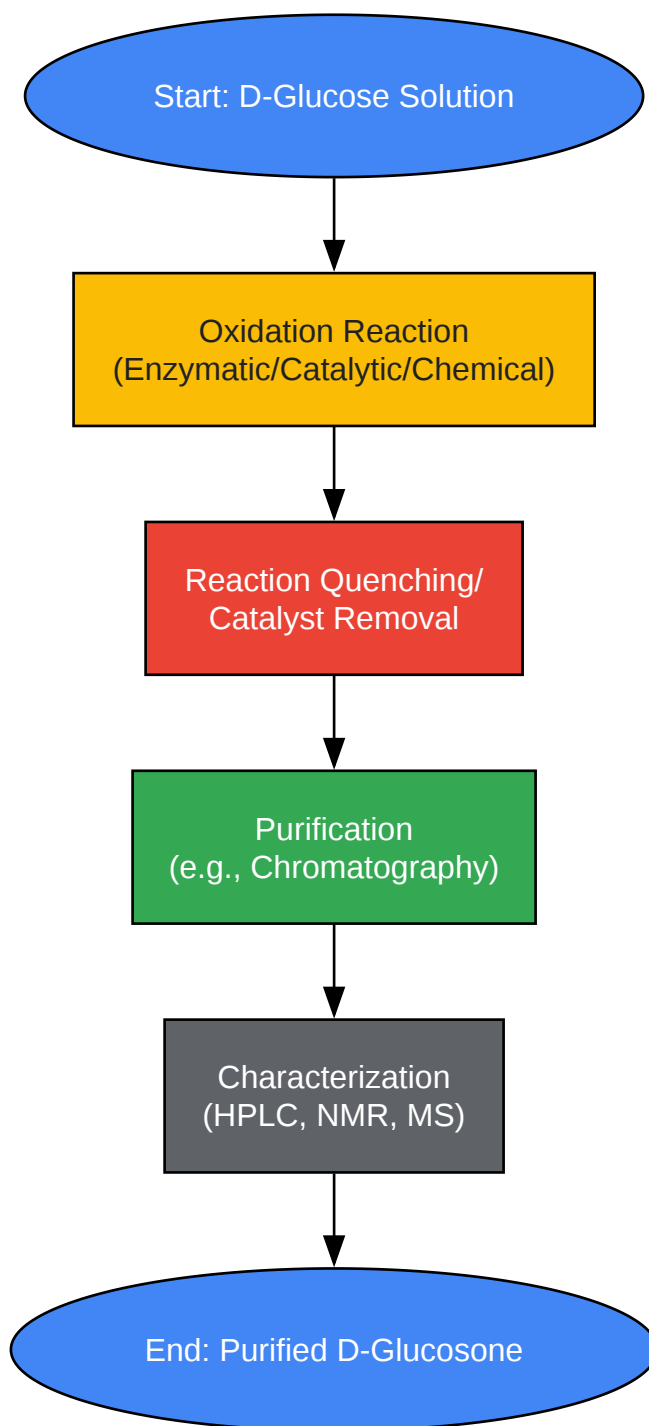 Start: D-Glucose Solution
Oxidation Reaction
(Enzymatic/Catalytic/Chemical)
Reaction Quenching/
Catalyst Removal
Purification
(e.g., Chromatography)
Characterization
(HPLC, NMR, MS)
End: Purified D-Glucosone